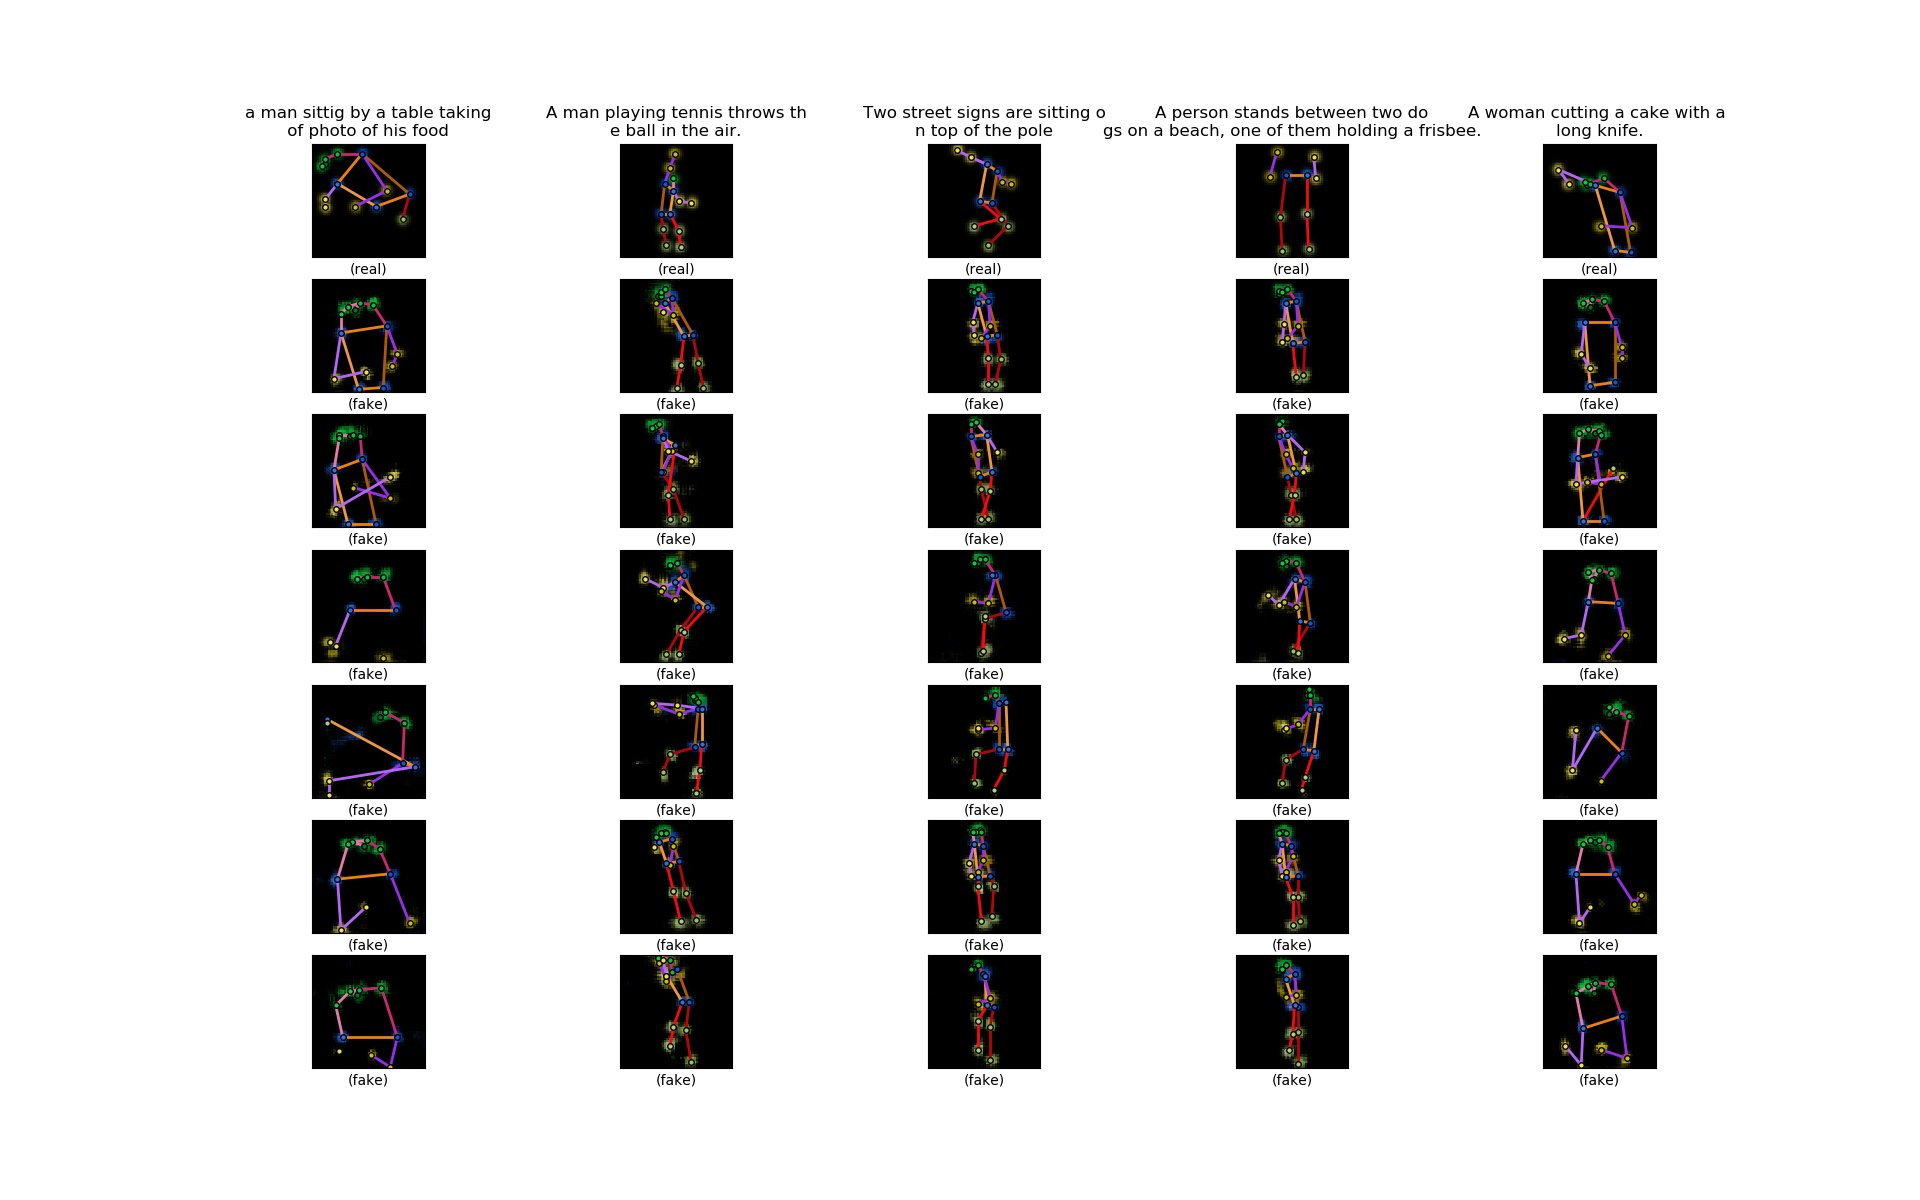 a man sittig by a table taking
of photo of his food
A man playing tennis throws th
e ball in the air.
Two street signs are sitting o
n top of the pole
A person stands between two do
gs on a beach, one of them holding a frisbee.
A woman cutting a cake with a
long knife.
(real) (real) (real) (real) (real)
(fake) (fake) (fake) (fake) (fake)
(fake) (fake) (fake) (fake) (fake)
(fake) (fake) (fake) (fake) (fake)
(fake) (fake) (fake) (fake) (fake)
(fake) (fake) (fake) (fake) (fake)
(fake) (fake) (fake) (fake) (fake)